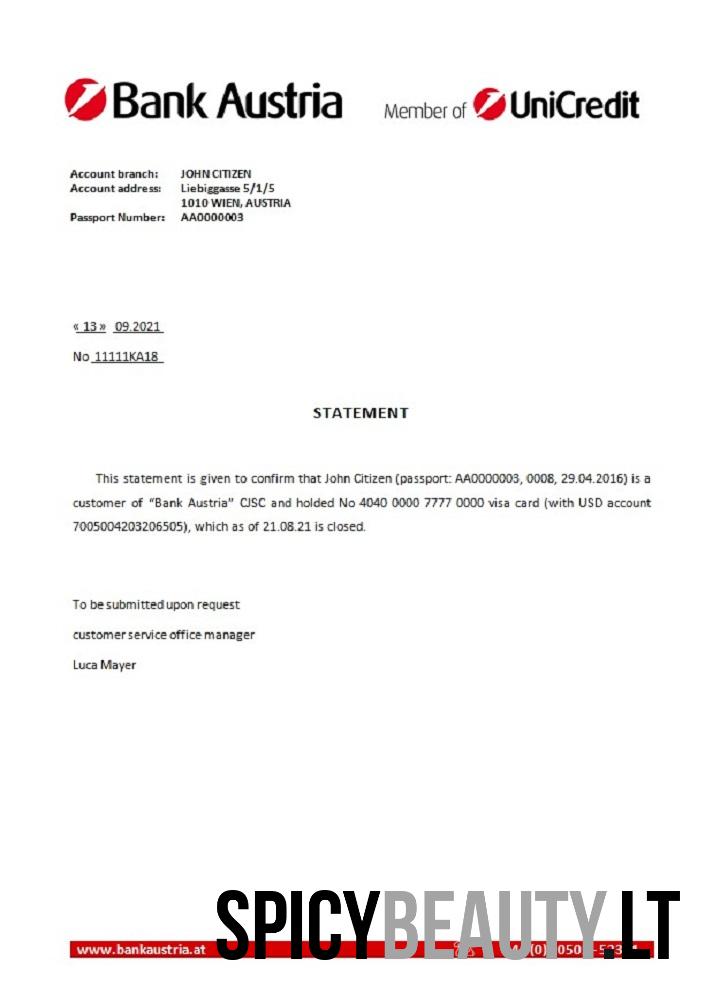 Bank Austria Member of UniCredit
Account branch: JOHN CITIZEN
Account address: Liebiggasse 5/1/5
1010 WIEN, AUSTRIA
Passport Number: AA0000003
« 13 » 09.2021
No 11111KA18
STATEMENT
This statement is given to confirm that John Citizen (passport: AA0000003, 0008, 29.04.2016) is a
customer of “Bank Austria” CJSC and holded No 4040 0000 7777 0000 visa card (with USD account
7005004203206505), which as of 21.08.21 is closed.
To be submitted upon request
customer service office manager
Luca Mayer
SPICYBEAUTY.LT
www.bankaustria.at